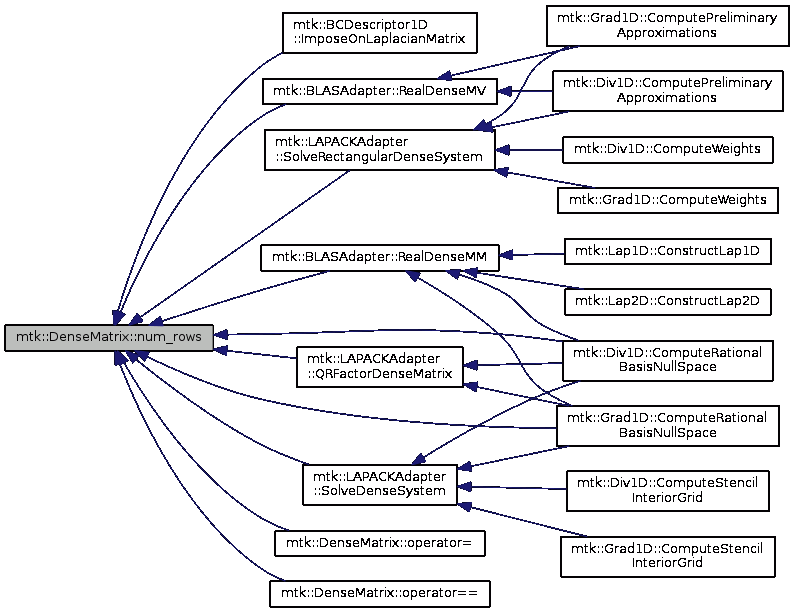 mtk::BCDescriptor1D
::ImposeOnLaplacianMatrix
mtk::Grad1D::ComputePreliminary
Approximations
mtk::BLASAdapter::RealDenseMV
mtk::Div1D::ComputePreliminary
Approximations
mtk::LAPACKAdapter
::SolveRectangularDenseSystem
mtk::Div1D::ComputeWeights
mtk::Grad1D::ComputeWeights
mtk::BLASAdapter::RealDenseMM
mtk::Lap1D::ConstructLap1D
mtk::Lap2D::ConstructLap2D
mtk::DenseMatrix::num_rows
mtk::LAPACKAdapter
::QRFactorDenseMatrix
mtk::Div1D::ComputeRational
BasisNullSpace
mtk::Grad1D::ComputeRational
BasisNullSpace
mtk::LAPACKAdapter
::SolveDenseSystem
mtk::Div1D::ComputeStencil
InteriorGrid
mtk::DenseMatrix::operator=
mtk::Grad1D::ComputeStencil
InteriorGrid
mtk::DenseMatrix::operator==